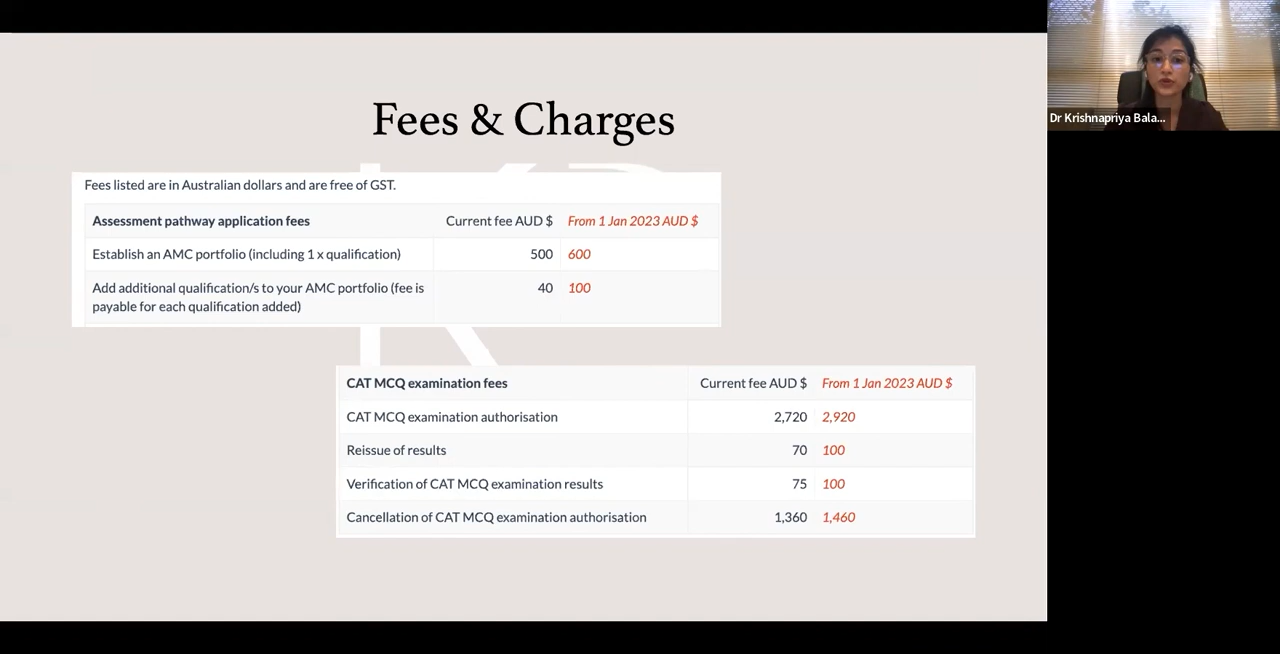 Fees & Charges
Fees listed are in Australian dollars and are free of GST.
Assessment pathway application fees Current fee AUD $ From 1 Jan 2023 AUD $
Establish an AMC portfolio (including 1 x qualification) 500 600
Add additional qualification/s to your AMC portfolio (fee is 40 100
payable for each qualification added)
CAT MCQ examination fees Current fee AUD $ From 1 Jan 2023 AUD $
CAT MCQ examination authorisation 2,720 2,920
Reissue of results 70 100
Verification of CAT MCQ examination results 75 100
Cancellation of CAT MCQ examination authorisation 1,360 1,460
Dr Krishnapriya Bala...